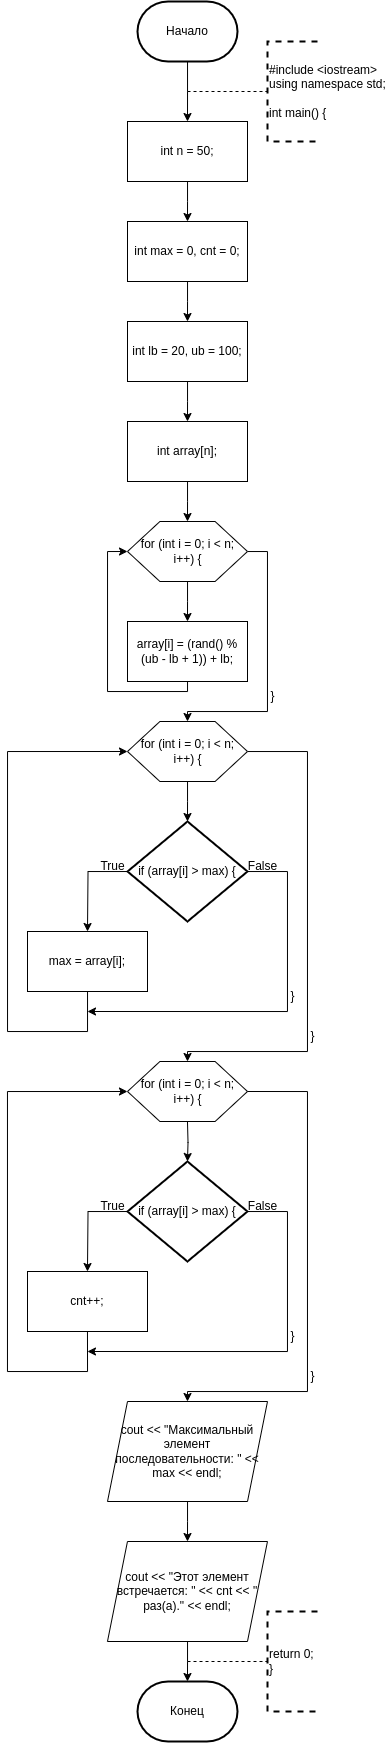 Начало
#include <iostream>
using namespace std;
int main() {
int n = 50;
int max = 0, cnt = 0;
int lb = 20, ub = 100;
int array[n];
for (int i = 0; i < n;
i++) {
array[i] = (rand() %
(ub - lb + 1)) + lb;
}
for (int i = 0; i < n;
i++) {
True
if (array[i] > max) {
False
max = array[i];
}
}
for (int i = 0; i < n;
i++) {
True
if (array[i] > max) {
False
cnt++;
}
}
cout << "Максимальный
элемент
последовательности: " <<
max << endl;
cout << "Этот элемент
встречается: " << cnt << "
раз(а)." << endl;
return 0;
}
Конец